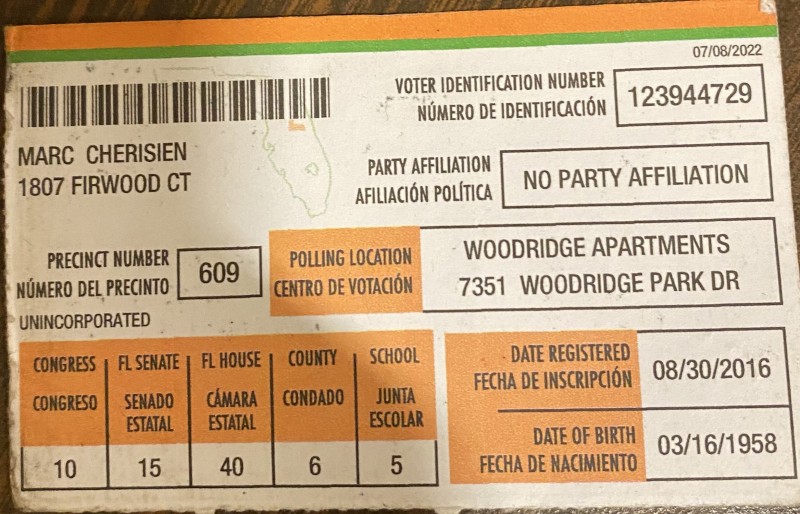 07/08/2022
VOTER IDENTIFICATION NUMBER
NÚMERO DE IDENTIFICACIÓN
123944729
MARC CHERISIEN
1807 FIRWOOD CT
PARTY AFFILIATION
AFILIACIÓN POLÍTICA
NO PARTY AFFILIATION
PRECINCT NUMBER
NÚMERO DEL PRECINTO
609
UNINCORPORATED
POLLING LOCATION
CENTRO DE VOTACIÓN
WOODRIDGE APARTMENTS
7351 WOODRIDGE PARK DR
CONGRESS FL SENATE FL HOUSE COUNTY SCHOOL
CONGRESO SENADO ESTATAL CÁMARA ESTATAL CONDADO JUNTA ESCOLAR
10 15 40 6 5
DATE REGISTERED
FECHA DE INSCRIPCIÓN
08/30/2016
DATE OF BIRTH
FECHA DE NACIMIENTO
03/16/1958